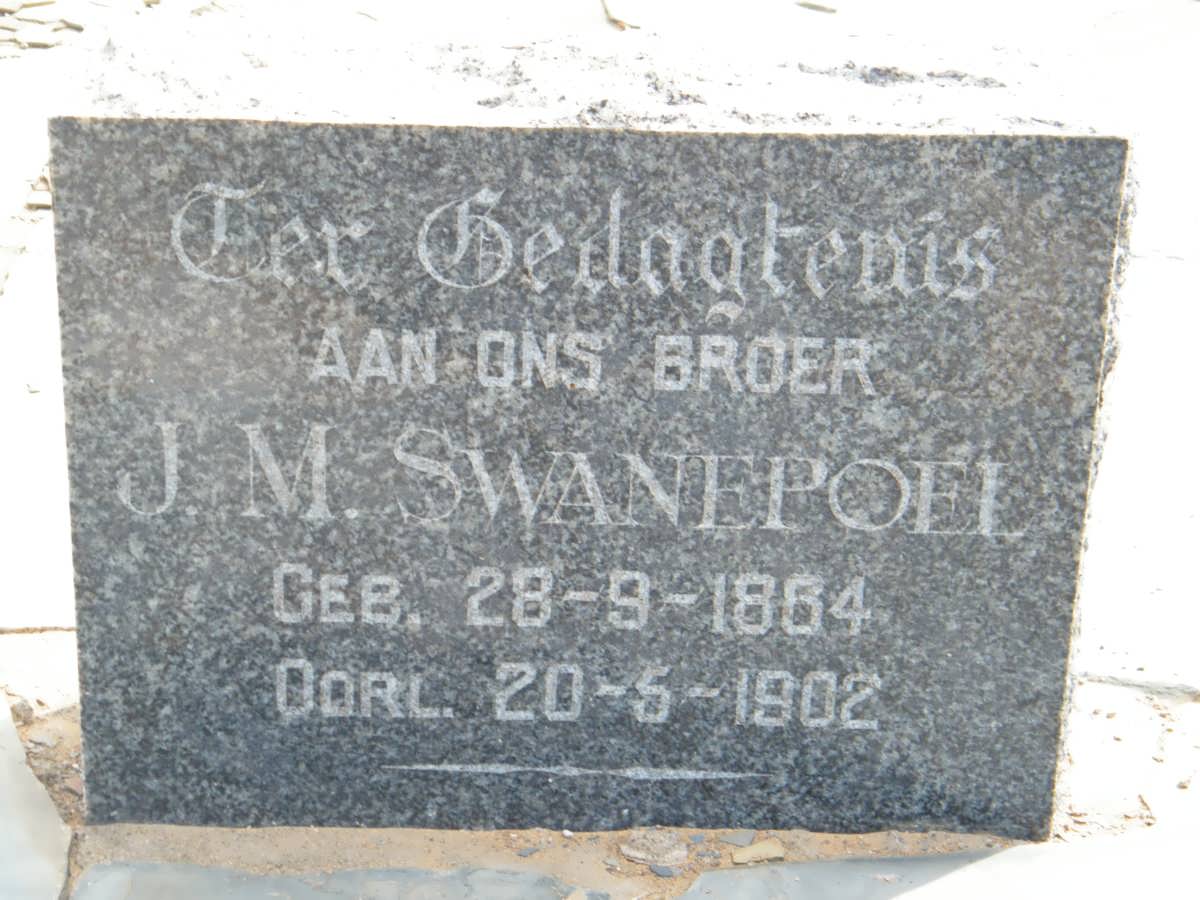 Ter Gedagtenis
AAN ONS BROER
J. M. SWANEPOEL
GEB. 28-9-1864
OORL. 20-5-1902